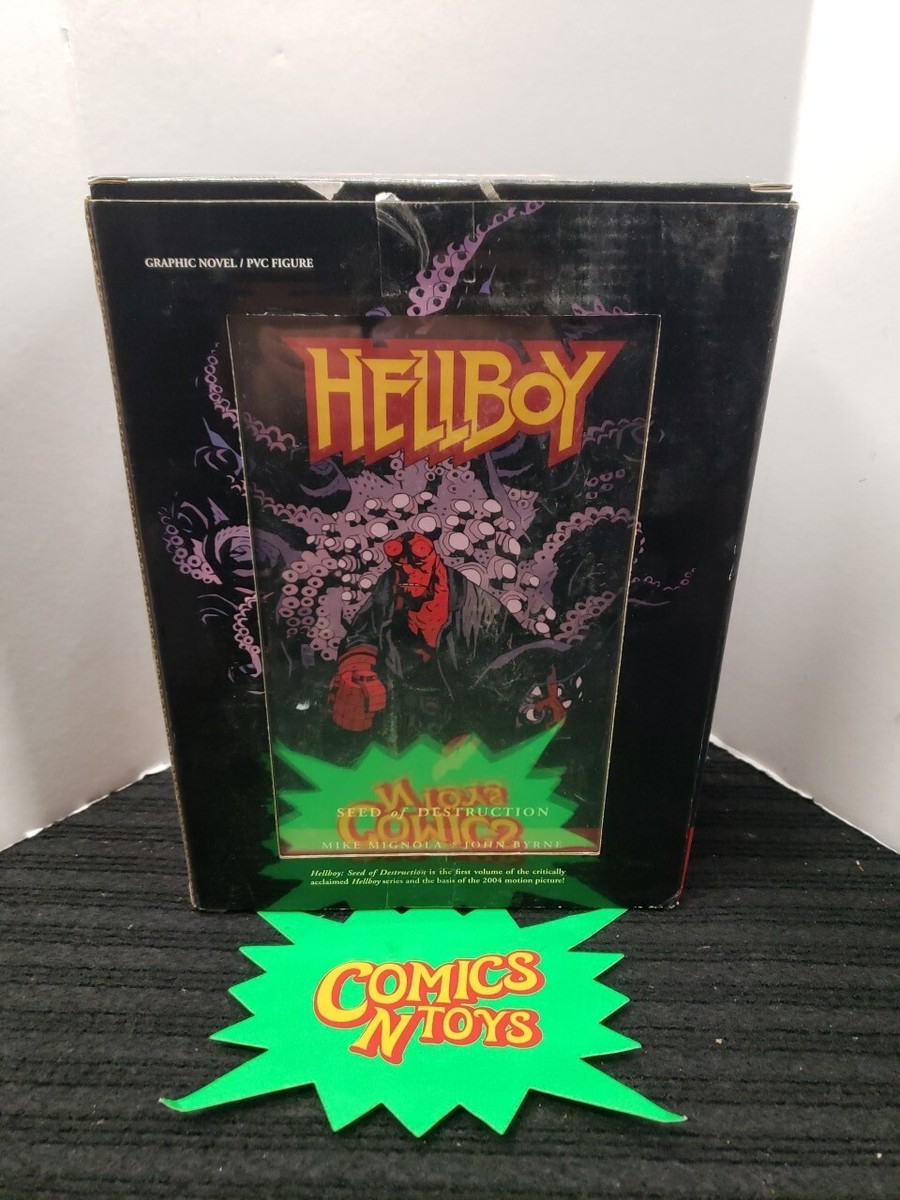 GRAPHIC NOVEL / PVC FIGURE
HELLBOY
SEED of DESTRUCTION
MIKE MIGNOLA • JOHN BYRNE
Hellboy: Seed of Destruction is the first volume of the critically
acclaimed Hellboy series and the basis of the 2004 motion picture!
COMICS
N TOYS